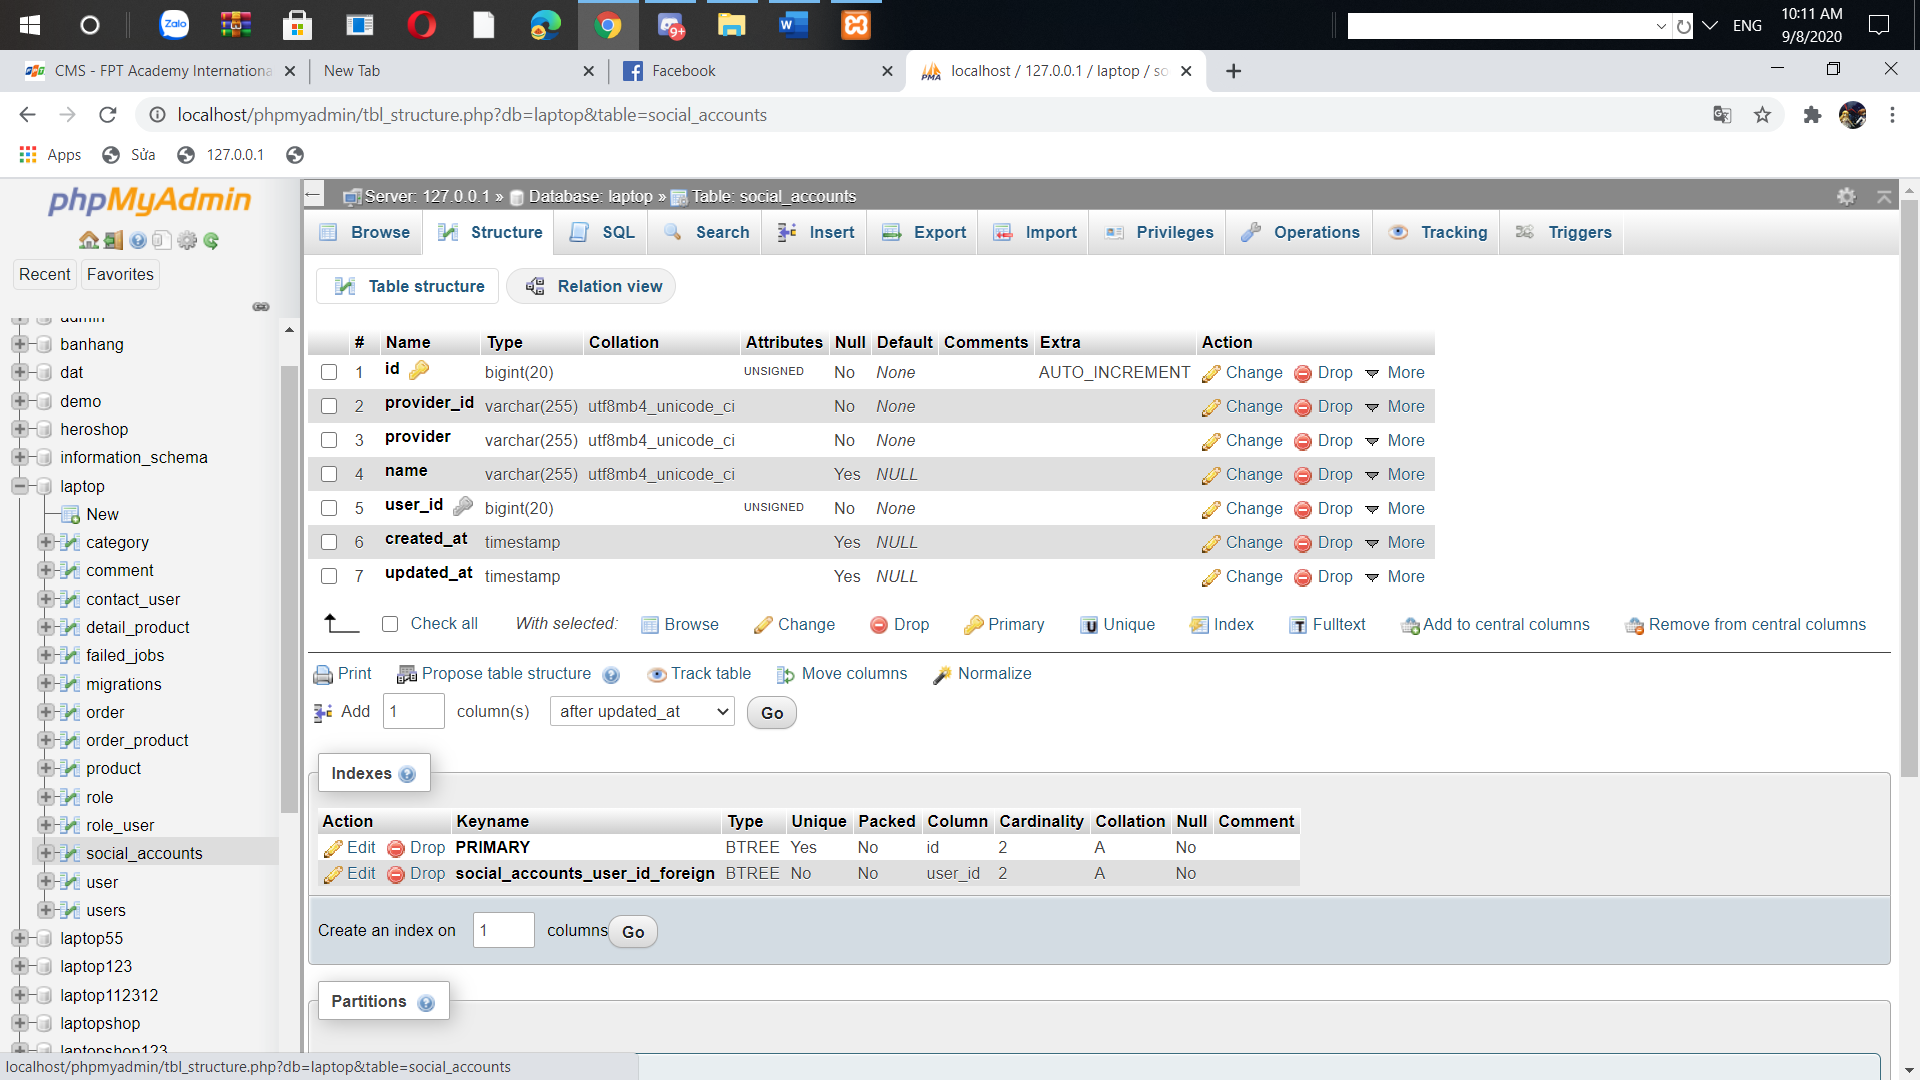 Zalo
9+
ENG
10:11 AM
9/8/2020
CMS - FPT Academy Internationa
New Tab
Facebook
PMA
localhost / 127.0.0.1 / laptop / so
localhost/phpmyadmin/tbl_structure.php?db=laptop&table=social_accounts
Apps
Sửa
127.0.0.1
phpMyAdmin
Server: 127.0.0.1 » Database: laptop » Table: social_accounts
Browse Structure SQL Search Insert Export Import Privileges Operations Tracking Triggers
Recent Favorites
Table structure Relation view
admin
banhang
dat
demo
heroshop
information_schema
laptop
New
category
comment
contact_user
detail_product
failed_jobs
migrations
order
order_product
product
role
role_user
social_accounts
user
users
laptop55
laptop123
laptop112312
laptopshop
laptopshop123
# Name Type Collation Attributes Null Default Comments Extra Action
1 id bigint(20) UNSIGNED No None AUTO_INCREMENT Change Drop More
2 provider_id varchar(255) utf8mb4_unicode_ci No None Change Drop More
3 provider varchar(255) utf8mb4_unicode_ci No None Change Drop More
4 name varchar(255) utf8mb4_unicode_ci Yes NULL Change Drop More
5 user_id bigint(20) UNSIGNED No None Change Drop More
6 created_at timestamp Yes NULL Change Drop More
7 updated_at timestamp Yes NULL Change Drop More
Check all With selected: Browse Change Drop Primary Unique Index Fulltext Add to central columns Remove from central columns
Print Propose table structure Track table Move columns Normalize
Add 1 column(s) after updated_at Go
Indexes
Action Keyname Type Unique Packed Column Cardinality Collation Null Comment
Edit Drop PRIMARY BTREE Yes No id 2 A No
Edit Drop social_accounts_user_id_foreign BTREE No No user_id 2 A No
Create an index on 1 columns Go
Partitions
localhost/phpmyadmin/tbl_structure.php?db=laptop&table=social_accounts